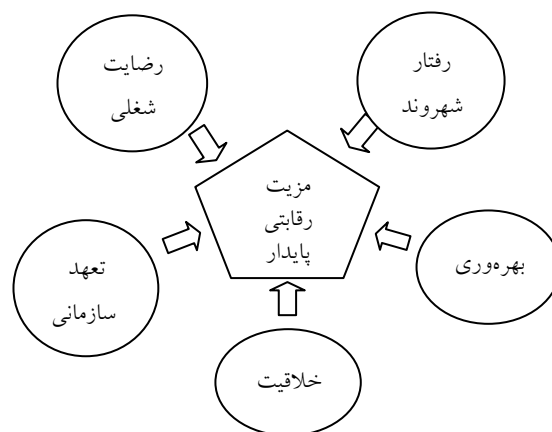 رفتار
شهروند
رضایت
شغلی
مزیت
رقابتی
پایدار
بهره‌وری
تعهد
سازمانی
خلاقیت